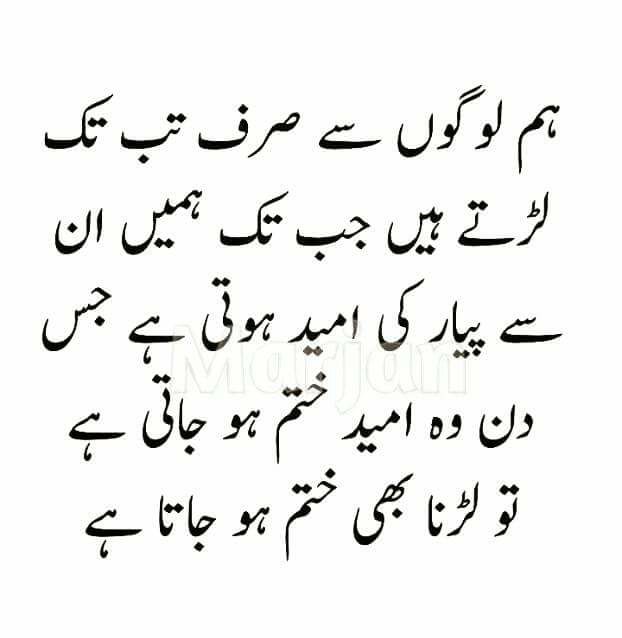 ہم لوگوں سے صرف تب تک
لڑتے ہیں جب تک ہمیں ان
سے پیار کی امید ہوتی ہے جس
Marjan
دن وہ امید ختم ہو جاتی ہے
تو لڑنا بھی ختم ہو جاتا ہے